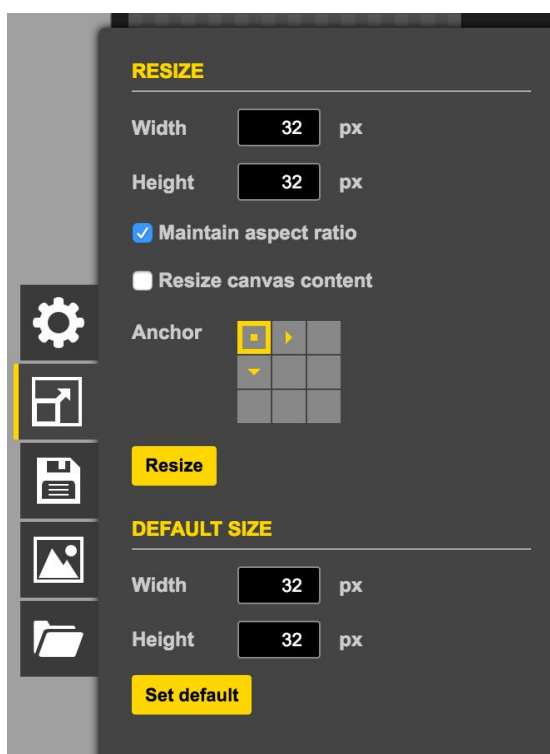 RESIZE
Width 32 px
Height 32 px
Maintain aspect ratio
Resize canvas content
Anchor
Resize
DEFAULT SIZE
Width 32 px
Height 32 px
Set default